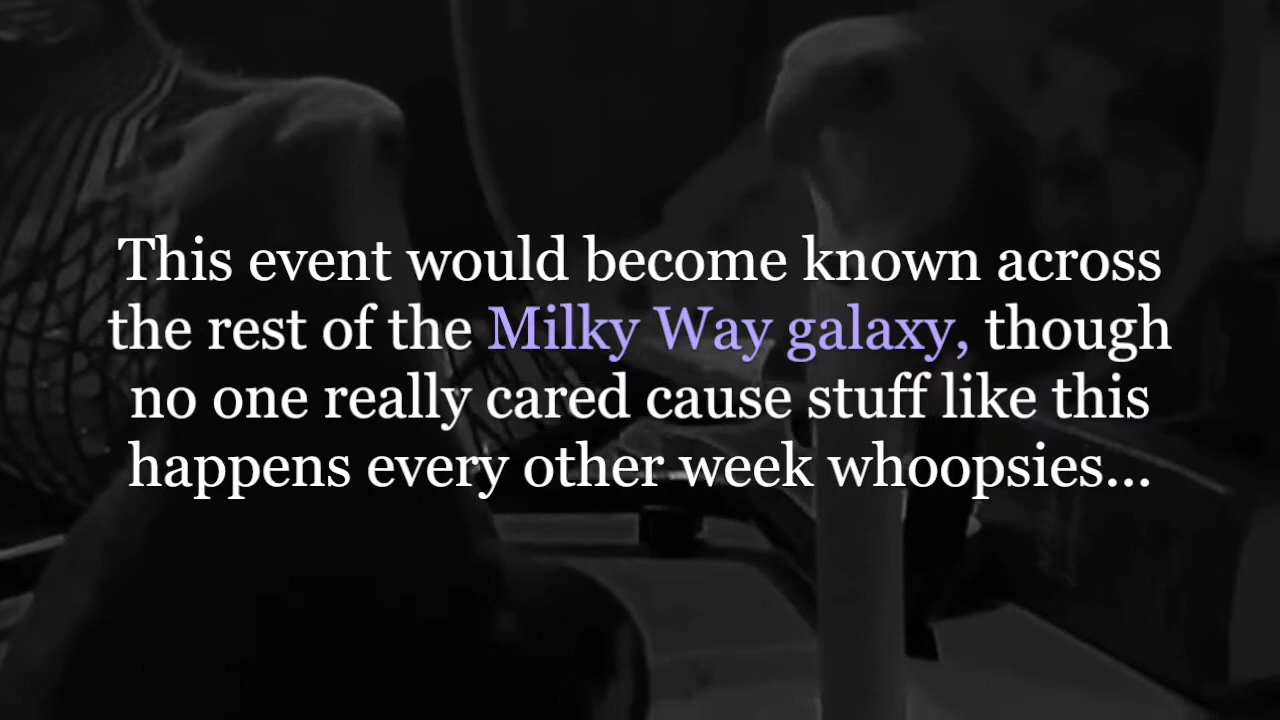 This event would become known across
the rest of the Milky Way galaxy, though
no one really cared cause stuff like this
happens every other week whoopsies...